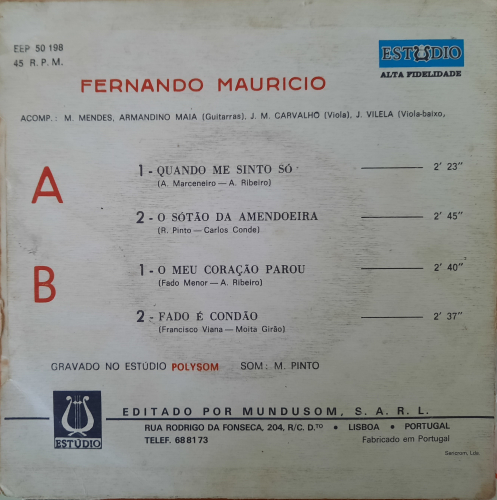 EEP 50 198
45 R. P. M.
ESTÚDIO
ALTA FIDELIDADE
FERNANDO MAURICIO
ACOMP.: M. MENDES, ARMANDINO MAIA (Guitarras), J. M. CARVALHO (Viola), J. VILELA (Viola-baixo,
A
1 - QUANDO ME SINTO SÓ 2' 23"
(A. Marceneiro — A. Ribeiro)
2 - O SÓTÃO DA AMENDOEIRA 2' 45"
(R. Pinto — Carlos Conde)
B
1 - O MEU CORAÇÃO PAROU 2' 40"
(Fado Menor — A. Ribeiro)
2 - FADO É CONDÃO 2' 37"
(Francisco Viana — Moita Girão)
GRAVADO NO ESTÚDIO POLYSOM SOM: M. PINTO
ESTÚDIO
EDITADO POR MUNDUSOM, S. A. R. L.
RUA RODRIGO DA FONSECA, 204, R/C. D.TO • LISBOA • PORTUGAL
TELEF. 688173 Fabricado em Portugal